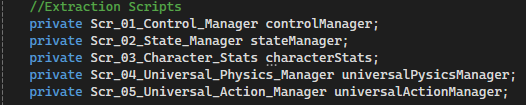 //Extraction Scripts
private Scr_01_Control_Manager controlManager;
private Scr_02_State_Manager stateManager;
private Scr_03_Character_Stats characterStats;
private Scr_04_Universal_Physics_Manager universalPysicsManager;
private Scr_05_Universal_Action_Manager universalActionManager;